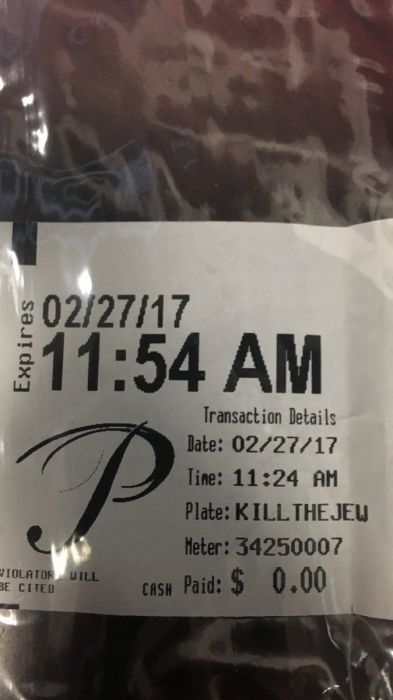 Expires
02/27/17
11:54 AM
Transaction Details
Date: 02/27/17
Time: 11:24 AM
Plate: KILLTHEJEW
Meter: 34250007
CASH Paid: $ 0.00
P
VIOLATOR WILL
BE CITED